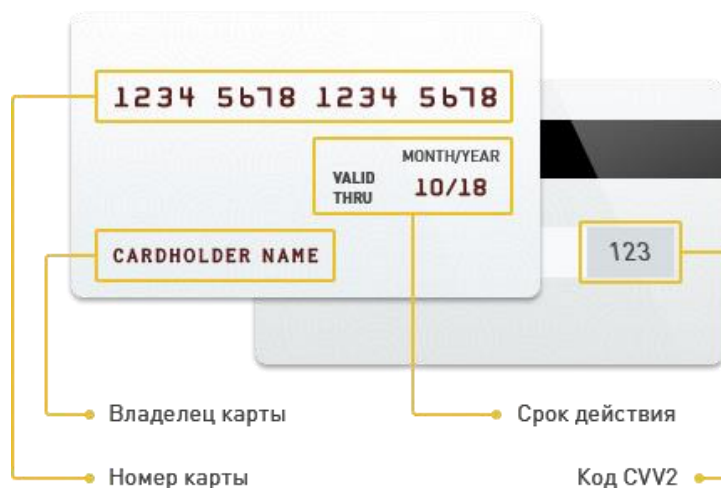 1234 5678 1234 5678
MONTH/YEAR
VALID
THRU
10/18
CARDHOLDER NAME
123
Владелец карты
Срок действия
Номер карты
Код CVV2